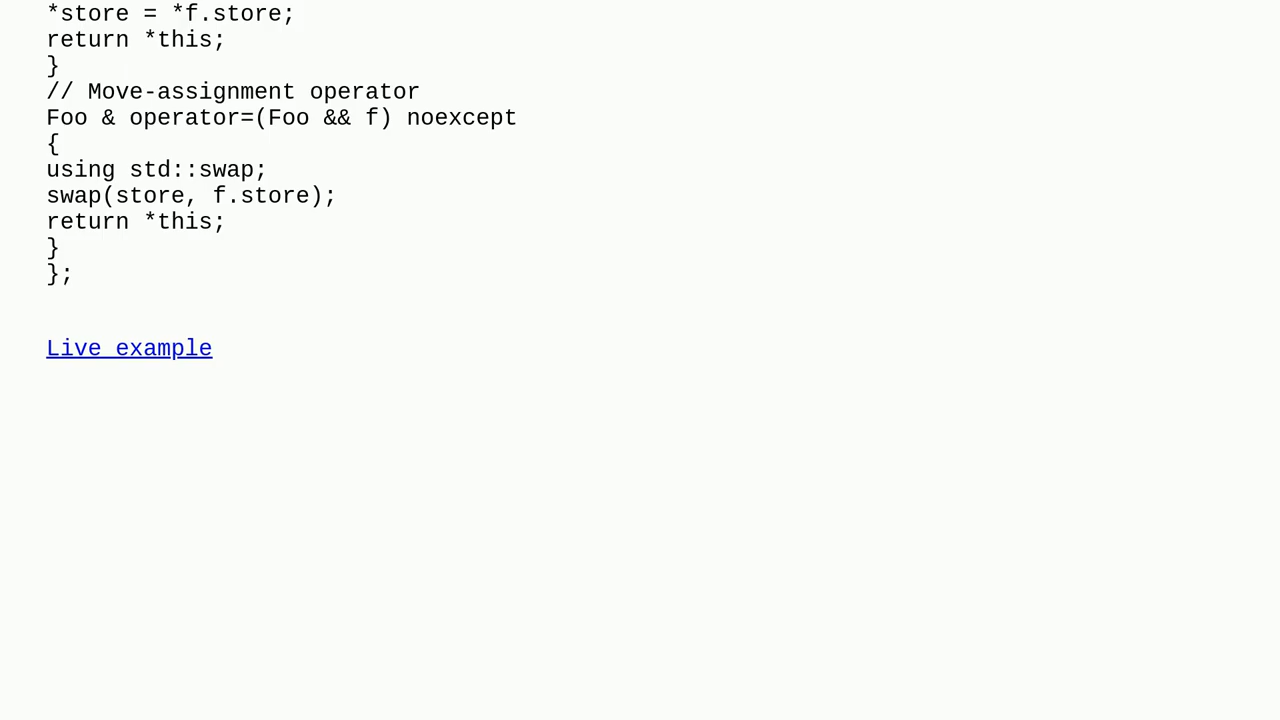 *store = *f.store;
return *this;
}
// Move-assignment operator
Foo & operator=(Foo && f) noexcept
{
using std::swap;
swap(store, f.store);
return *this;
}
};
Live example